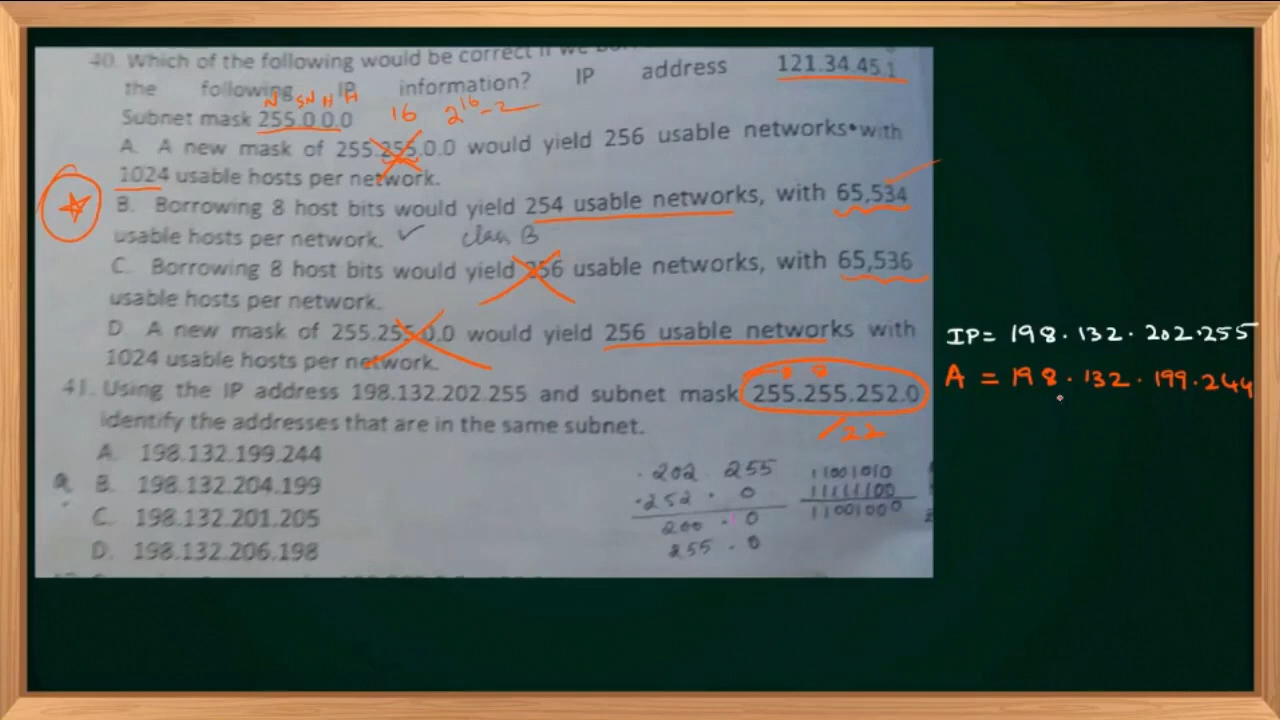 40. Which of the following would be correct if we
the following IP information? IP address 121.34.45.1
N SN H H 16 2^16-2
Subnet mask 255.0.0.0
A. A new mask of 255.255.0.0 would yield 256 usable networks with
1024 usable hosts per network.
B. Borrowing 8 host bits would yield 254 usable networks, with 65,534
usable hosts per network. ✓ class B
C. Borrowing 8 host bits would yield 256 usable networks, with 65,536
usable hosts per network.
D. A new mask of 255.255.0.0 would yield 256 usable networks with
1024 usable hosts per network.
8 8
41. Using the IP address 198.132.202.255 and subnet mask 255.255.252.0
identify the addresses that are in the same subnet.
/22
A. 198.132.199.244
B. 198.132.204.199
C. 198.132.201.205
D. 198.132.206.198
.202.255
.252.0
200.0
255.0
11001010
11111100
11001000
IP= 198.132.202.255
A = 198.132.199.244